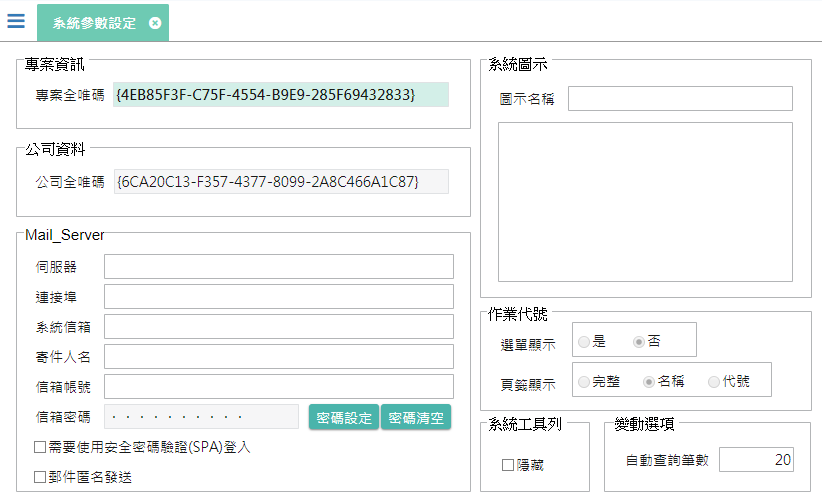 系統參數設定
專案資訊
專案全唯碼 {4EB85F3F-C75F-4554-B9E9-285F69432833}
公司資料
公司全唯碼 {6CA20C13-F357-4377-8099-2A8C466A1C87}
Mail_Server
伺服器
連接埠
系統信箱
寄件人名
信箱帳號
信箱密碼 ・・・・・・・・・・ 密碼設定 密碼清空
需要使用安全密碼驗證(SPA)登入
郵件匿名發送
系統圖示
圖示名稱
作業代號
選單顯示 是 否
頁籤顯示 完整 名稱 代號
系統工具列
隱藏
變動選項
自動查詢筆數 20